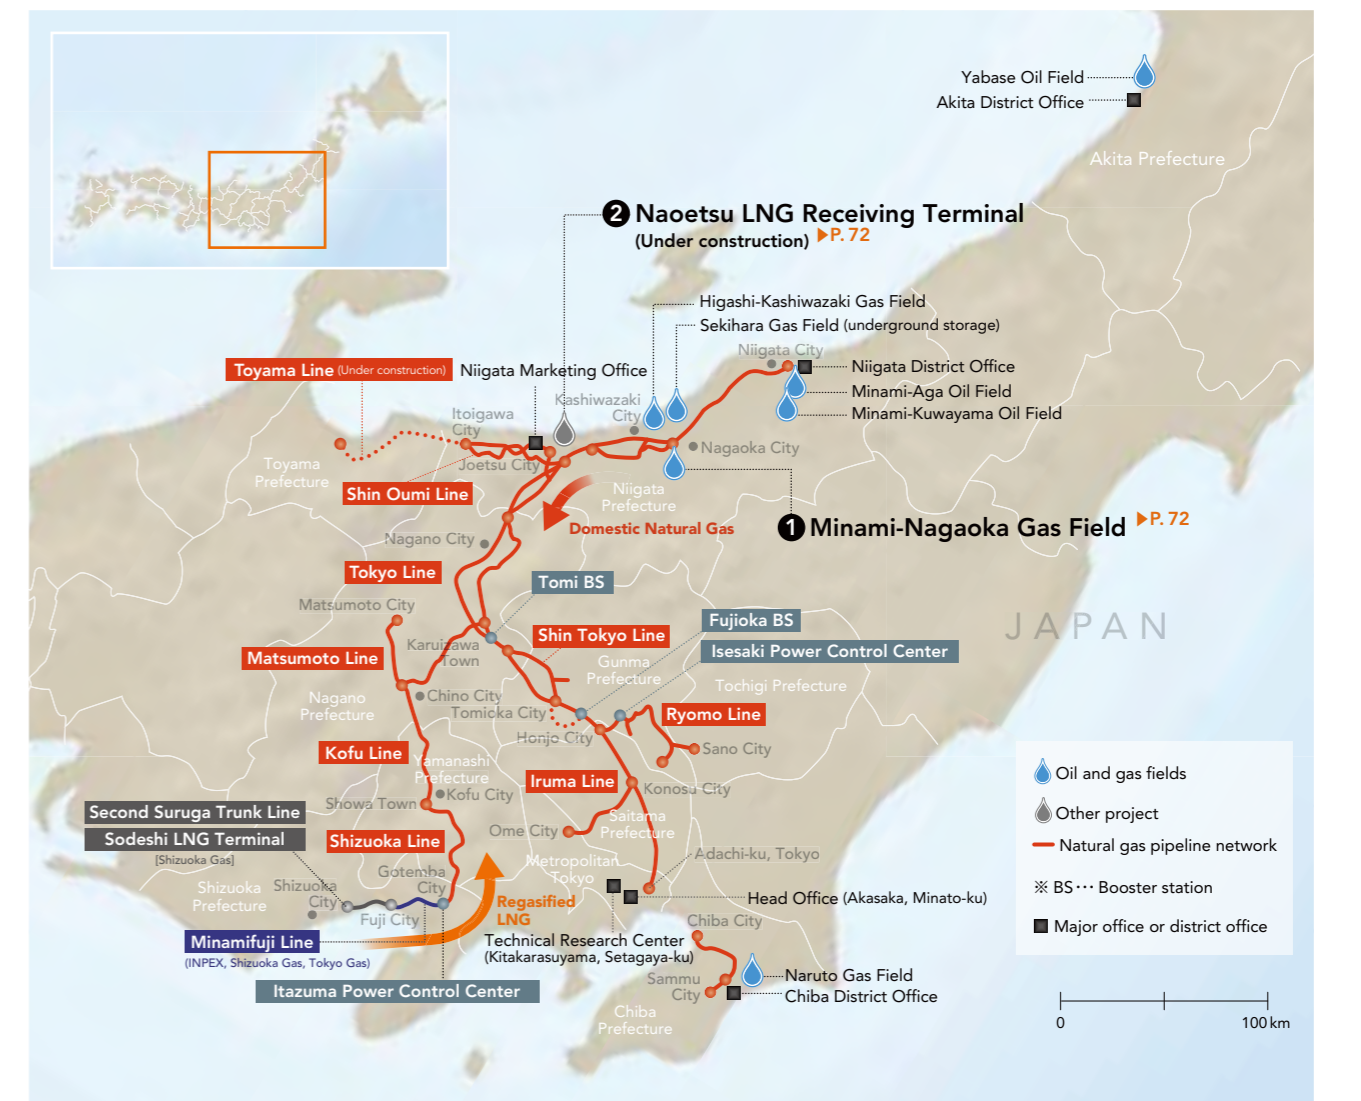 Yabase Oil Field
Akita District Office
Akita Prefecture
2 Naoetsu LNG Receiving Terminal
(Under construction) ▶P. 72
Higashi-Kashiwazaki Gas Field
Sekihara Gas Field (underground storage)
Niigata City
Toyama Line (Under construction)
Niigata Marketing Office
Niigata District Office
Minami-Aga Oil Field
Minami-Kuwayama Oil Field
Kashiwazaki
City
Itoigawa
City
Nagaoka City
Joetsu City
Toyama
Prefecture
Shin Oumi Line
Niigata
Prefecture
Domestic Natural Gas
1 Minami-Nagaoka Gas Field ▶P. 72
Nagano City
Tokyo Line
Tomi BS
Matsumoto City
Fujioka BS
JAPAN
Shin Tokyo Line
Karuizawa
Town
Isesaki Power Control Center
Matsumoto Line
Gunma
Prefecture
Tochigi Prefecture
Chino City
Nagano
Prefecture
Tomioka City
Ryomo Line
Honjo City
Sano City
Kofu Line
Yamanashi
Prefecture
Iruma Line
Konosu City
Kofu City
Showa Town
Second Suruga Trunk Line
Sodeshi LNG Terminal
[Shizuoka Gas]
Shizuoka Line
Ome City
Saitama
Prefecture
Metropolitan
Tokyo
Adachi-ku, Tokyo
Gotemba
City
Shizuoka
Prefecture
Shizuoka
City
Fuji City
Regasified
LNG
Head Office (Akasaka, Minato-ku)
Chiba City
Minamifuji Line
(INPEX, Shizuoka Gas, Tokyo Gas)
Technical Research Center
(Kitakarasuyama, Setagaya-ku)
Itazuma Power Control Center
Sammu
City
Naruto Gas Field
Chiba District Office
Chiba
Prefecture
Oil and gas fields
Other project
Natural gas pipeline network
※ BS… Booster station
Major office or district office
0 100 km